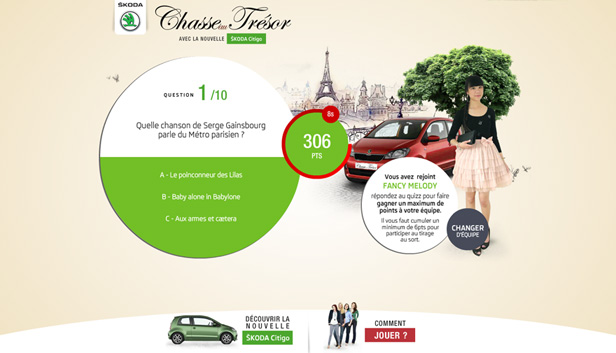 ŠKODA
Chasse au Trésor
AVEC LA NOUVELLE ŠKODA Citigo
QUESTION 1 /10
Quelle chanson de Serge Gainsbourg
parle du Métro parisien ?
A - Le poinconneur des Lilas
B - Baby alone in Babylone
C - Aux armes et cætera
8s
306
PTS
Vous avez rejoint
FANCY MELODY
répondez au quizz pour faire
gagner un maximum de
points à votre équipe.
Il vous faut cumuler un
minimum de 6pts pour
participer au tirage
au sort.
CHANGER
D'ÉQUIPE
DÉCOUVRIR LA
NOUVELLE
ŠKODA Citigo
COMMENT
JOUER ?